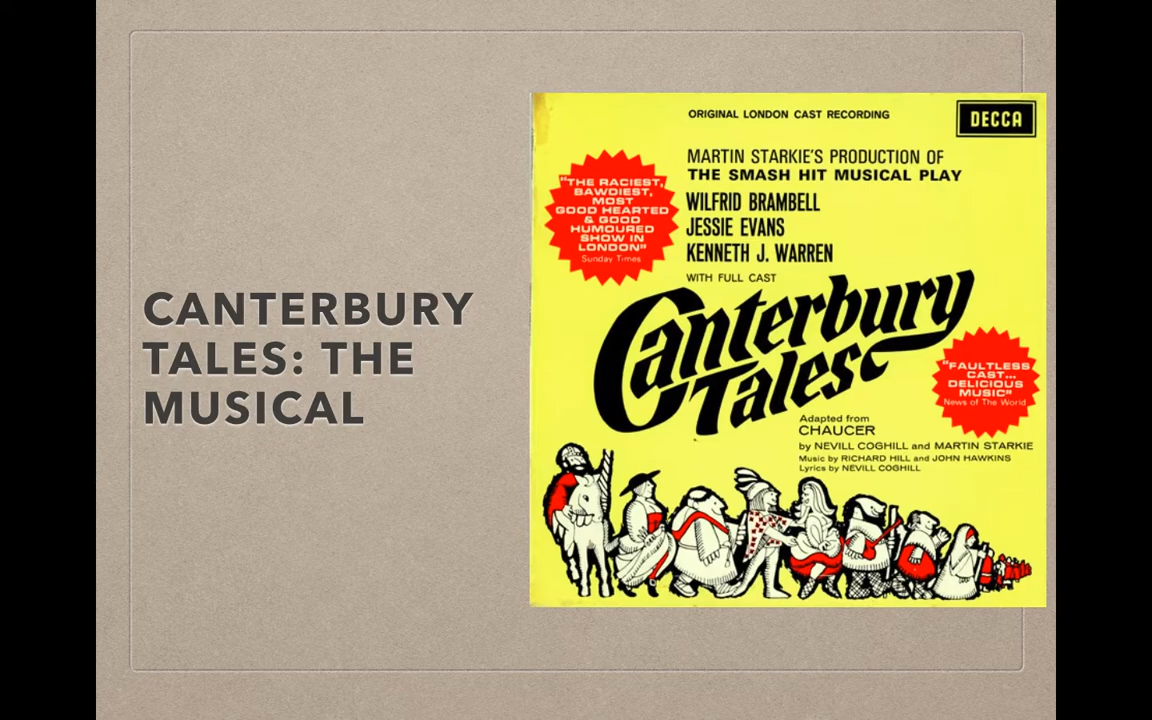 CANTERBURY
TALES: THE
MUSICAL
ORIGINAL LONDON CAST RECORDING
DECCA
MARTIN STARKIE'S PRODUCTION OF
THE SMASH HIT MUSICAL PLAY
"THE RACIEST,
BAWDIEST,
MOST
GOOD HEARTED
& GOOD
HUMOURED
SHOW IN
LONDON"
Sunday Times
WILFRID BRAMBELL
JESSIE EVANS
KENNETH J. WARREN
WITH FULL CAST
Canterbury
Tales
"FAULTLESS
CAST...
DELICIOUS
MUSIC"
News of The World
Adapted from
CHAUCER
by NEVILL COGHILL and MARTIN STARKIE
Music by RICHARD HILL and JOHN HAWKINS
Lyrics by NEVILL COGHILL